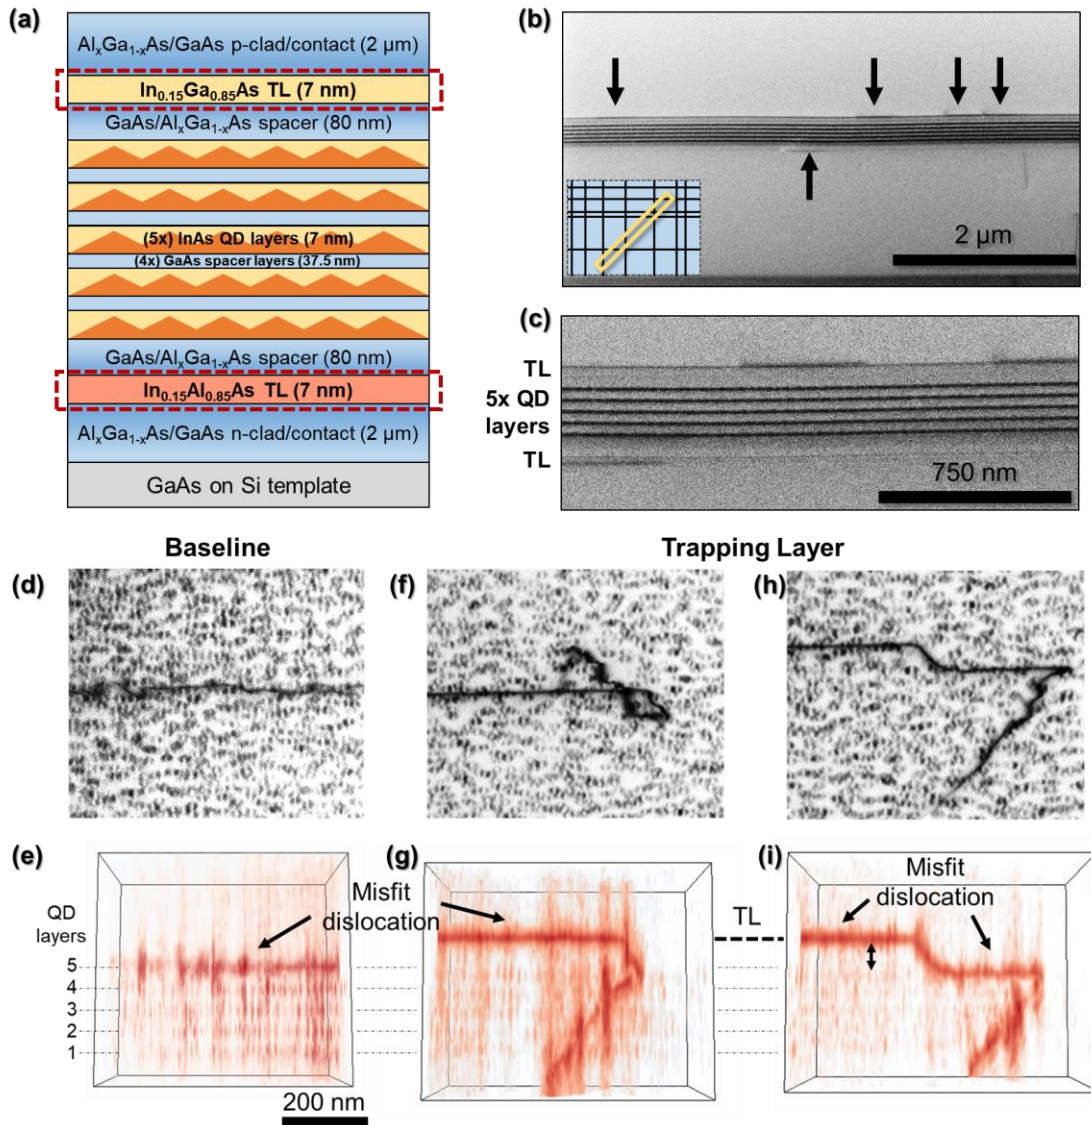 (a)
AlₓGa₁₋ₓAs/GaAs p-clad/contact (2 µm)
In₀.₁₅Ga₀.₈₅As TL (7 nm)
GaAs/AlₓGa₁₋ₓAs spacer (80 nm)
(5x) InAs QD layers (7 nm)
(4x) GaAs spacer layers (37.5 nm)
GaAs/AlₓGa₁₋ₓAs spacer (80 nm)
In₀.₁₅Al₀.₈₅As TL (7 nm)
AlₓGa₁₋ₓAs/GaAs n-clad/contact (2 µm)
GaAs on Si template
(b)
2 µm
(c)
TL
5x QD
layers
TL
750 nm
Baseline
Trapping Layer
(d)
(f)
(h)
(e)
(g)
(i)
Misfit
dislocation
TL
Misfit
dislocation
QD
layers
5
4
3
2
1
200 nm